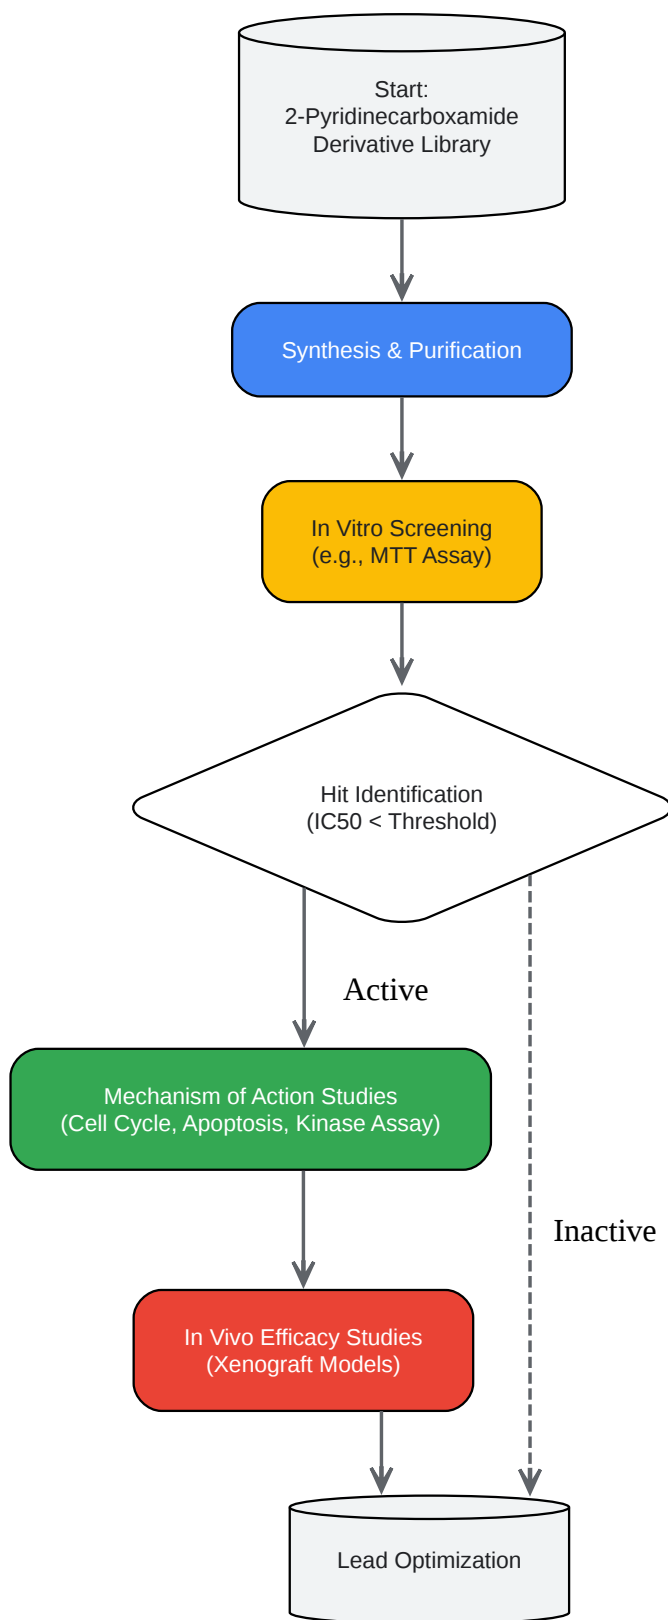 Start:
2-Pyridinecarboxamide
Derivative Library
Synthesis & Purification
In Vitro Screening
(e.g., MTT Assay)
Hit Identification
(IC50 < Threshold)
Active
Mechanism of Action Studies
(Cell Cycle, Apoptosis, Kinase Assay)
Inactive
In Vivo Efficacy Studies
(Xenograft Models)
Lead Optimization